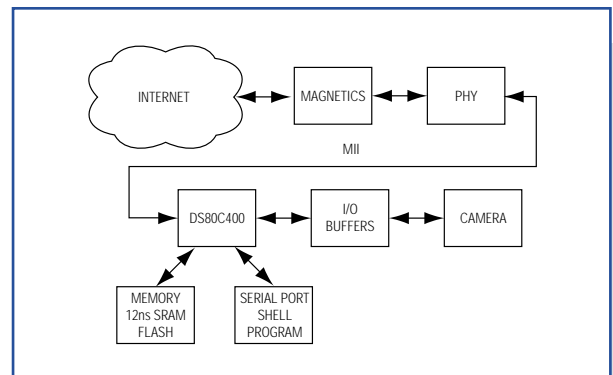 INTERNET
MAGNETICS
PHY
MII
DS80C400
I/O
BUFFERS
CAMERA
MEMORY
12ns SRAM
FLASH
SERIAL PORT
SHELL
PROGRAM